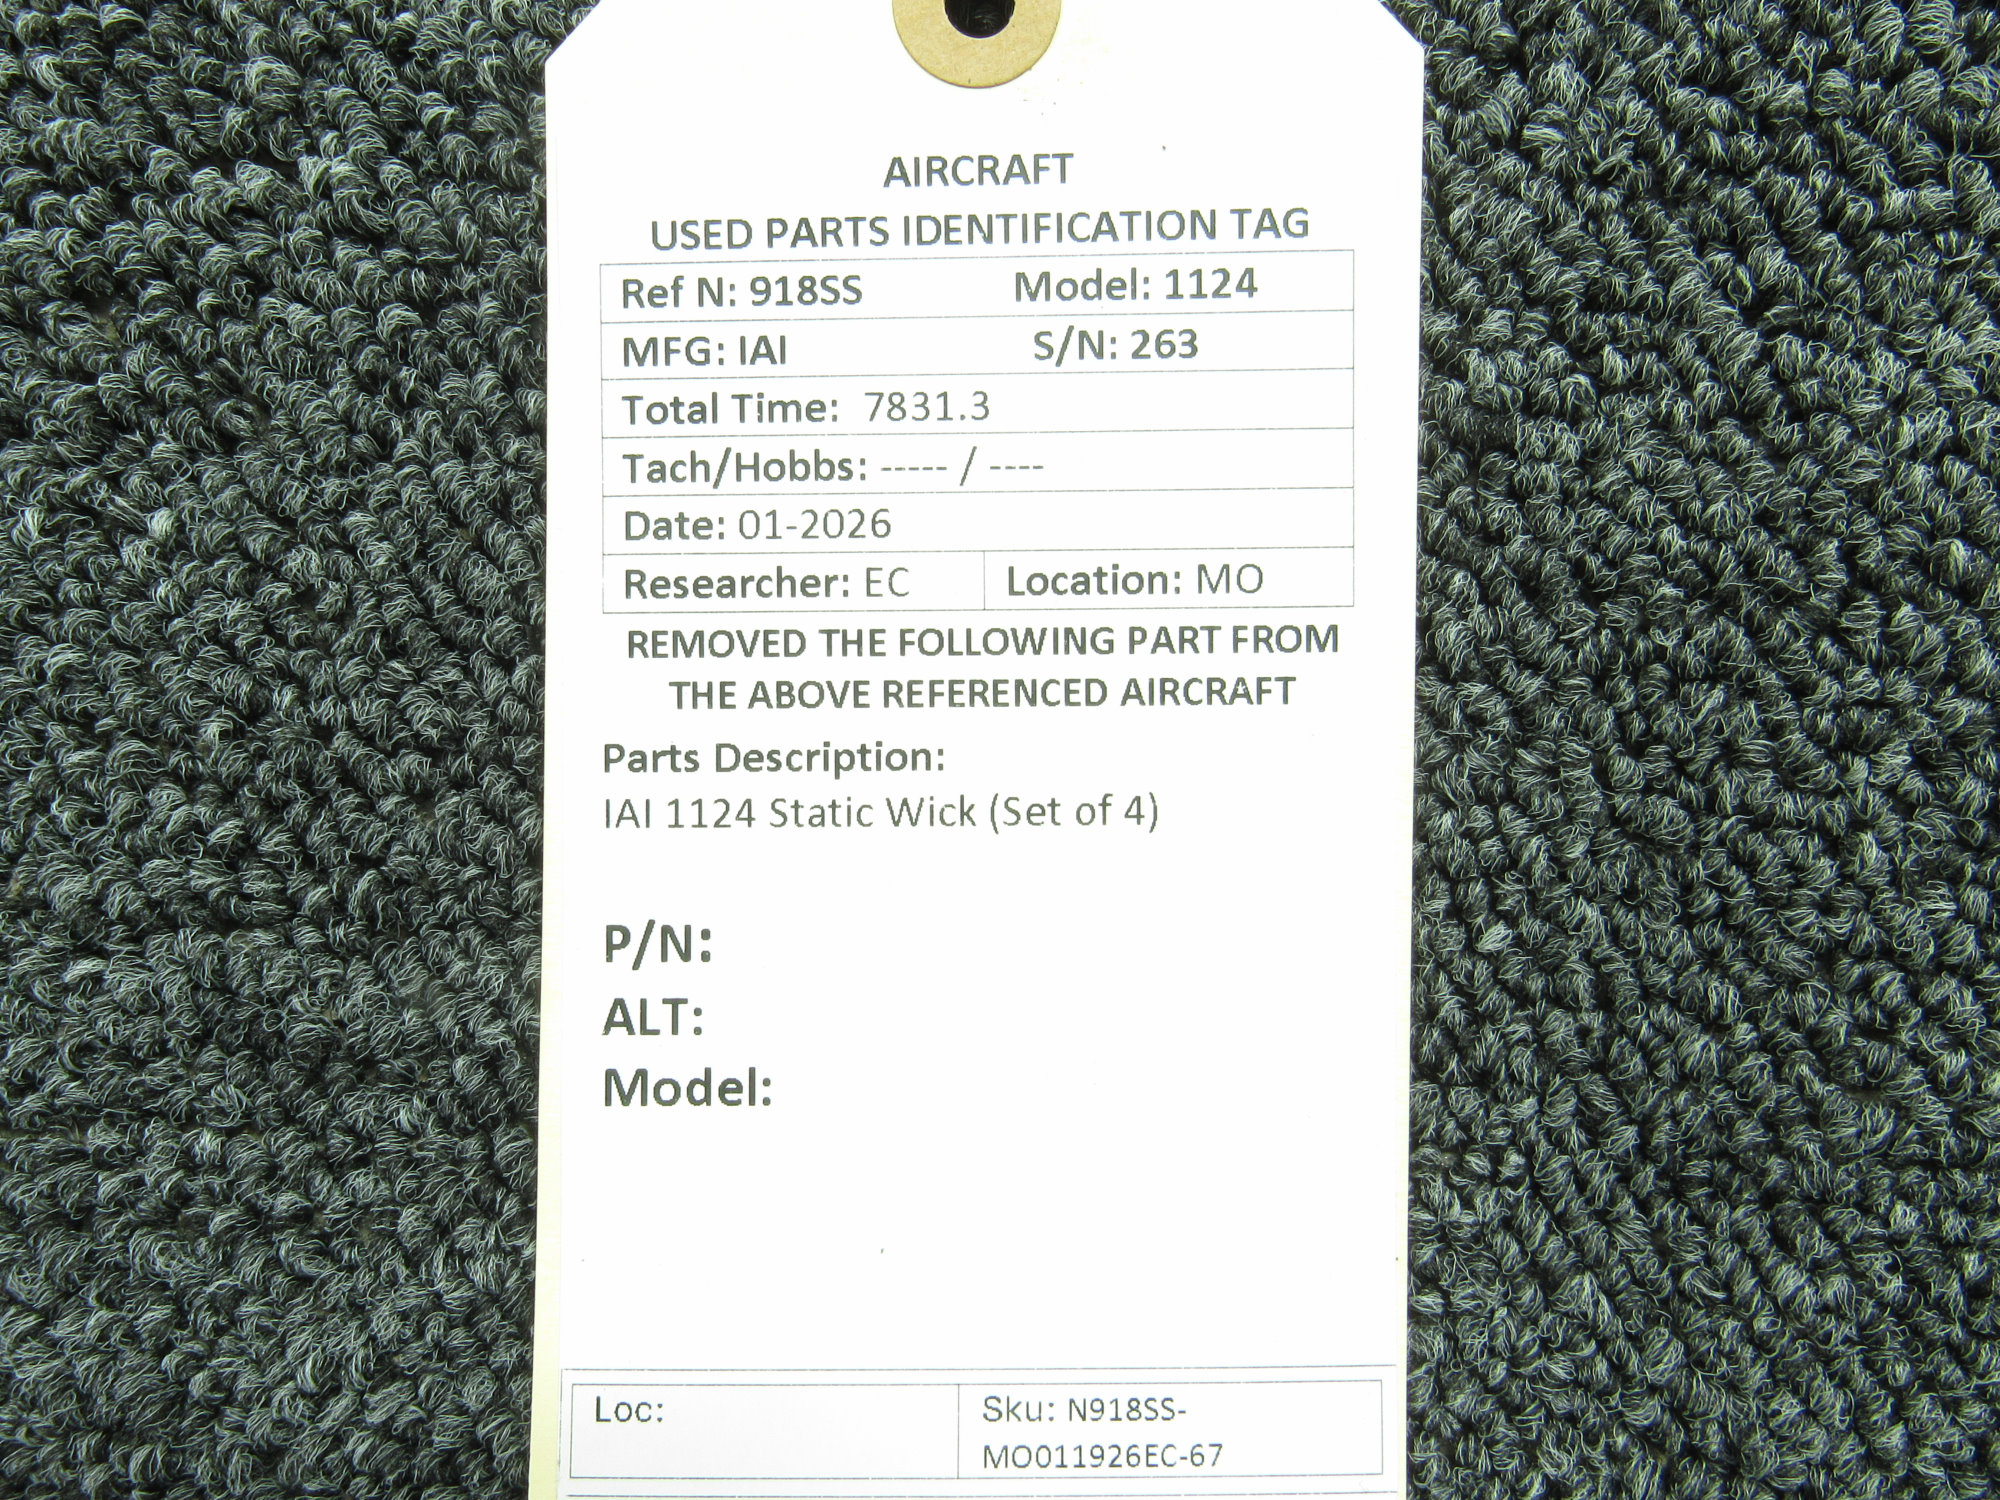 AIRCRAFT
USED PARTS IDENTIFICATION TAG
Ref N: 918SS Model: 1124
MFG: IAI S/N: 263
Total Time: 7831.3
Tach/Hobbs: ----- / ----
Date: 01-2026
Researcher: EC Location: MO
REMOVED THE FOLLOWING PART FROM
THE ABOVE REFERENCED AIRCRAFT
Parts Description:
IAI 1124 Static Wick (Set of 4)
P/N:
ALT:
Model:
Loc: Sku: N918SS-
MO011926EC-67